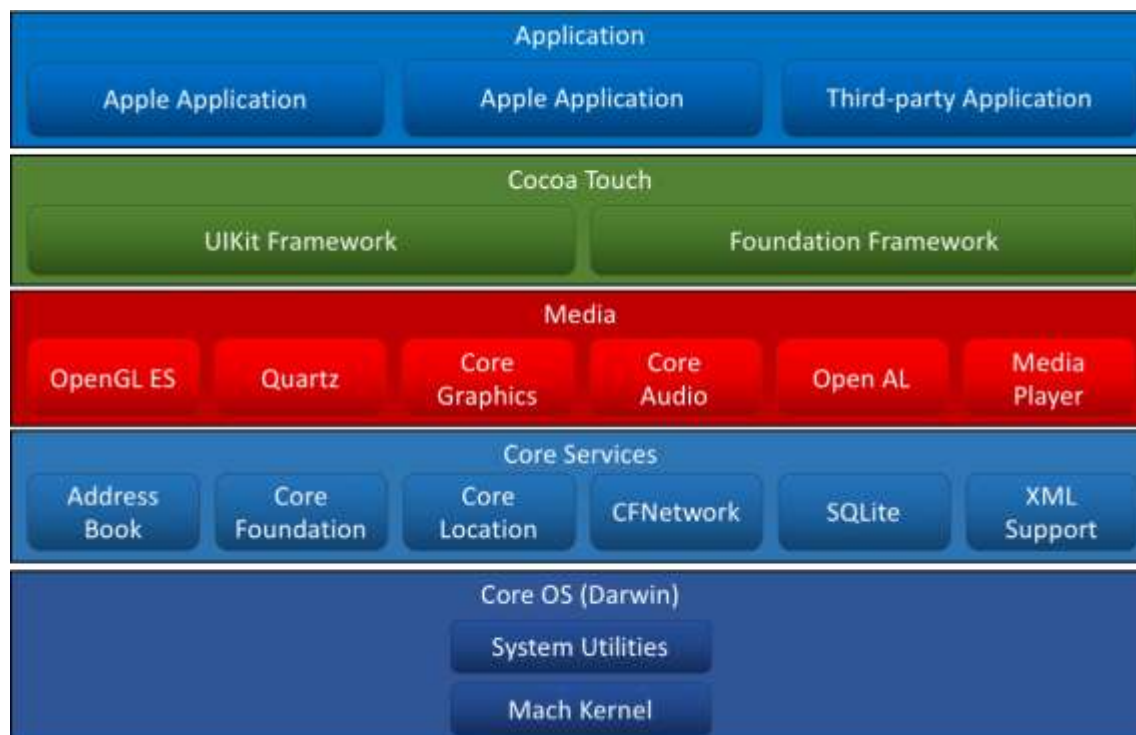 Application
Apple Application
Apple Application
Third-party Application
Cocoa Touch
UIKit Framework
Foundation Framework
Media
OpenGL ES
Quartz
Core
Graphics
Core
Audio
Open AL
Media
Player
Core Services
Address
Book
Core
Foundation
Core
Location
CFNetwork
SQLite
XML
Support
Core OS (Darwin)
System Utilities
Mach Kernel